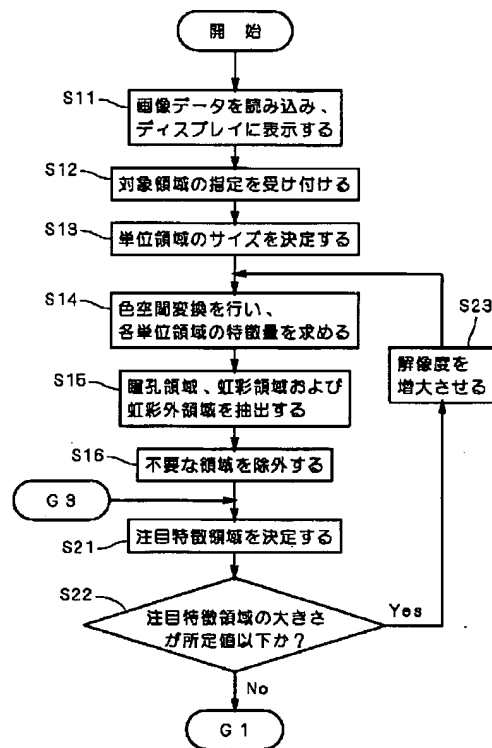 開始
S11
画像データを読み込み、
ディスプレイに表示する
S12
対象領域の指定を受け付ける
S13
単位領域のサイズを決定する
S14
色空間変換を行い、
各単位領域の特徴量を求める
S23
解像度を
増大させる
S15
瞳孔領域、虹彩領域および
虹彩外領域を抽出する
S16
不要な領域を除外する
G3
S21
注目特徴領域を決定する
S22
注目特徴領域の大きさ
が所定値以下か?
Yes
No
G1